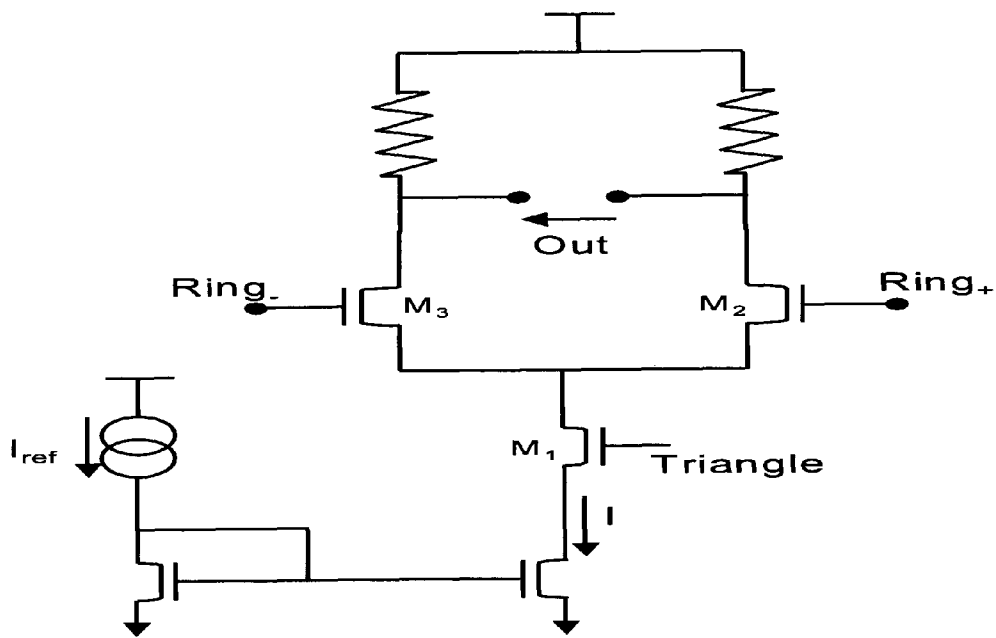 Out
Ring-
M3
M2
Ring+
Iref
M1
Triangle
I